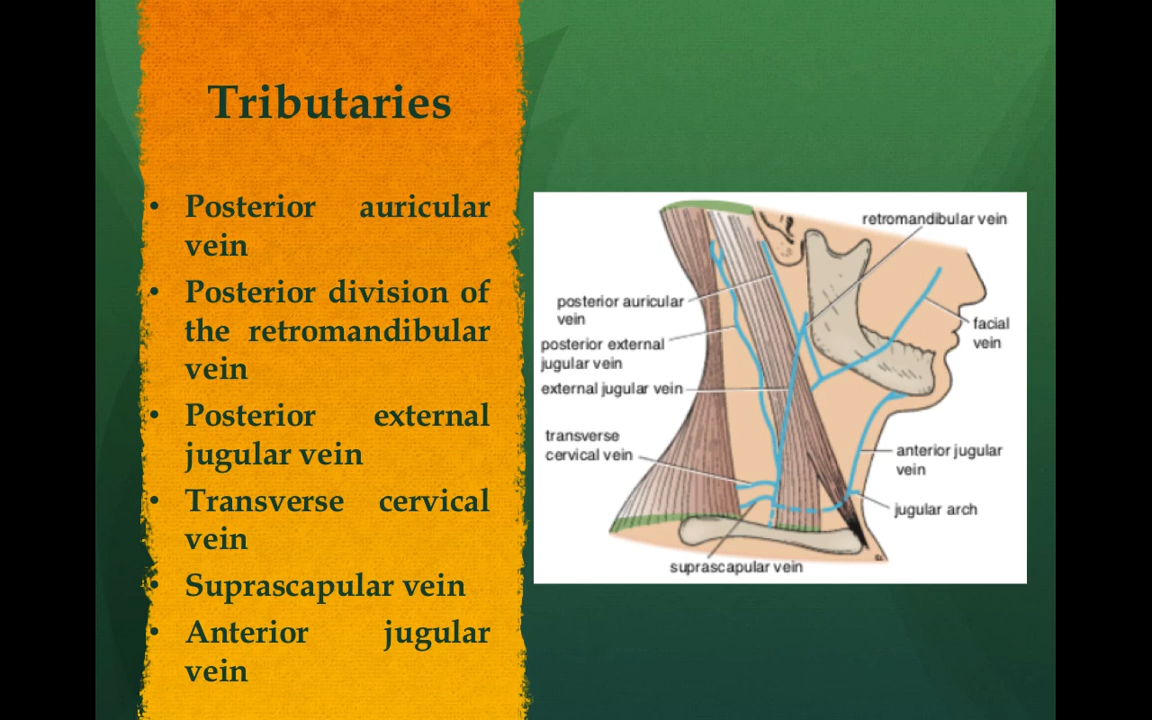 Tributaries
• Posterior auricular
vein
• Posterior division of
the retromandibular
vein
• Posterior external
jugular vein
• Transverse cervical
vein
• Suprascapular vein
• Anterior jugular
vein
retromandibular vein
posterior auricular
vein
posterior external
jugular vein
external jugular vein
transverse
cervical vein
suprascapular vein
facial
vein
anterior jugular
vein
jugular arch